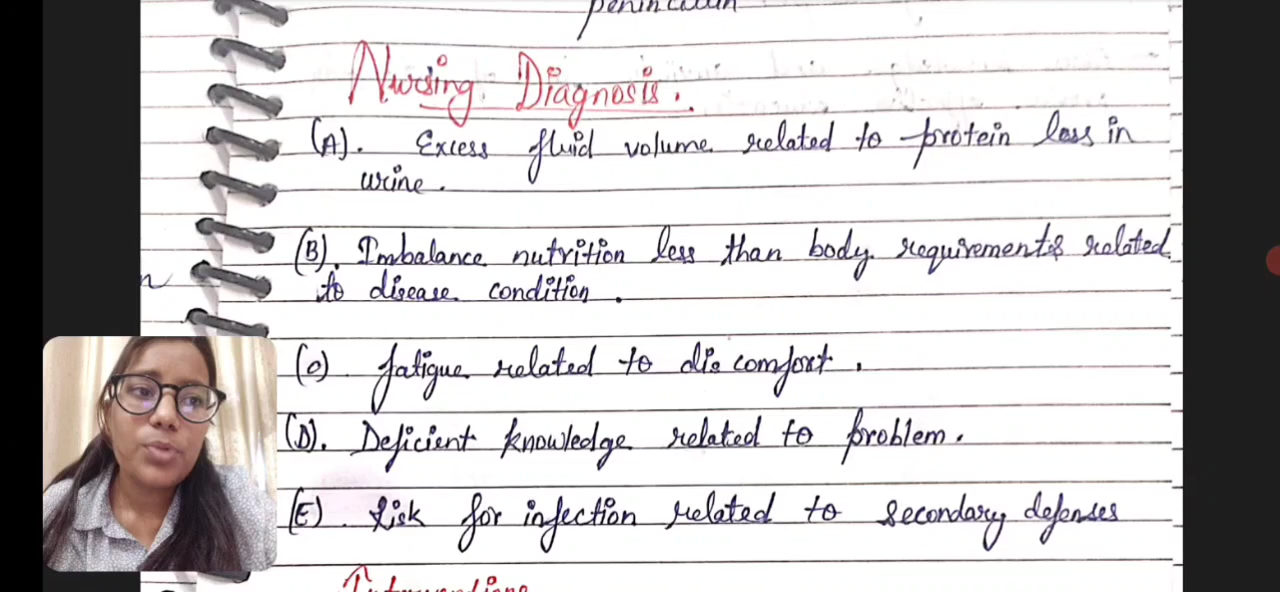 Nursing Diagnosis.
(A). Excess fluid volume related to protein loss in
urine.
(B). Imbalance nutrition less than body requirements related
to disease condition.
(C) fatigue related to discomfort.
(D). Deficient knowledge related to problem.
(E). Risk for infection related to secondary defenses